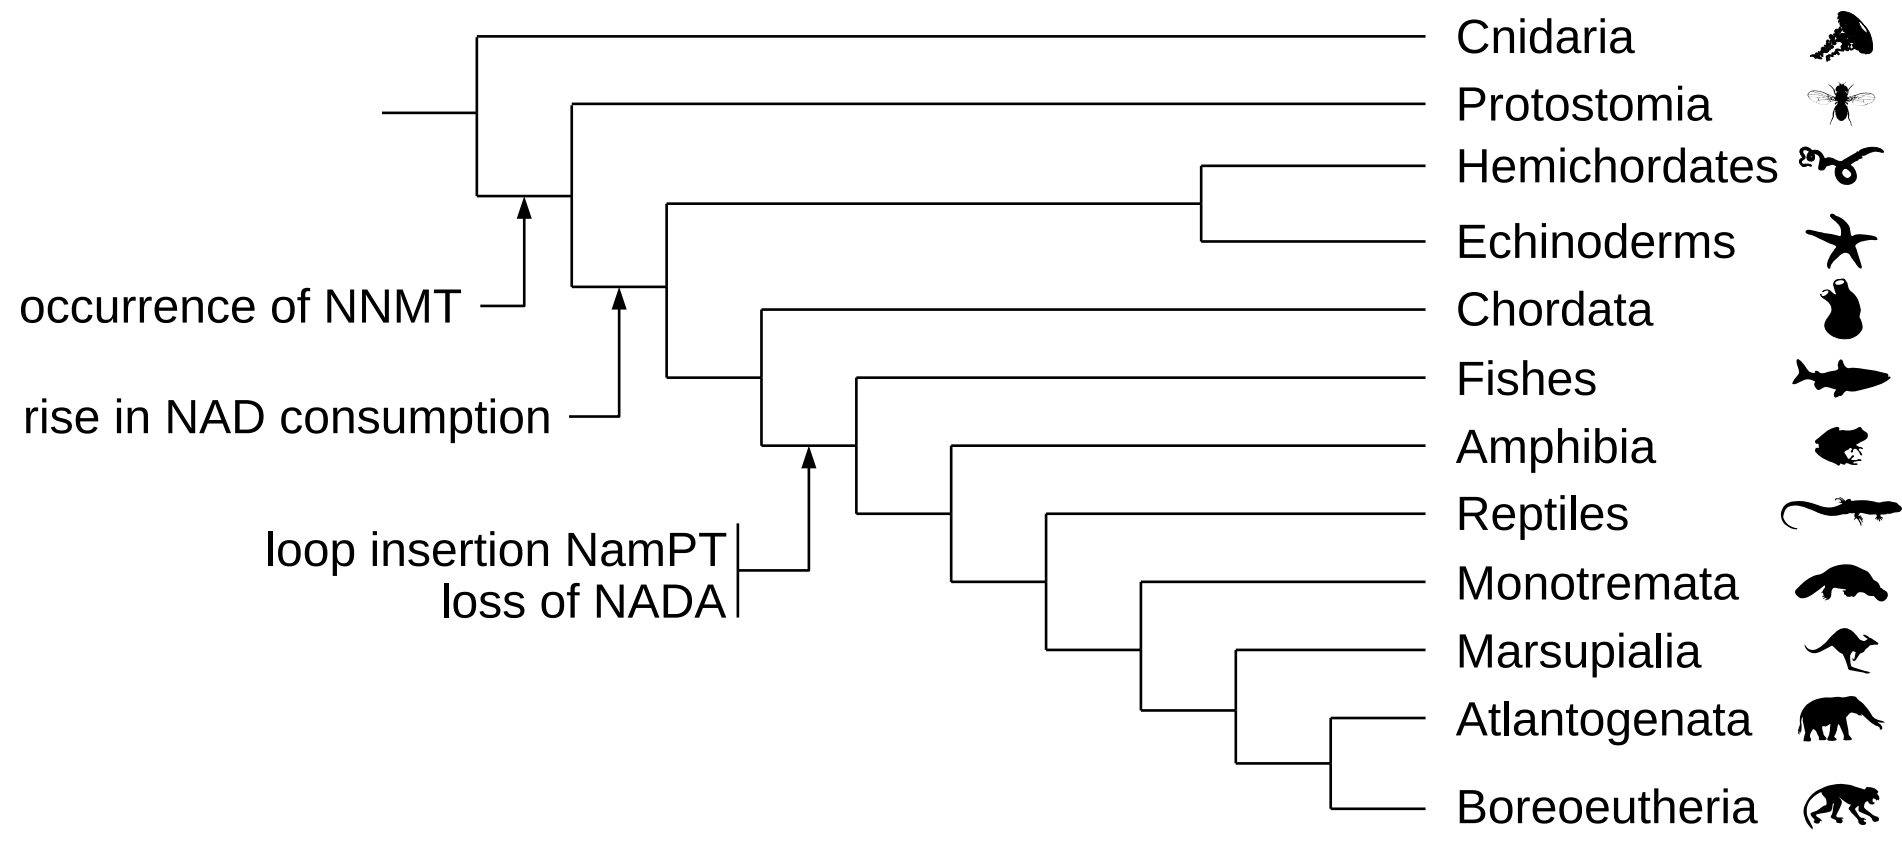 Cnidaria
Protostomia
Hemichordates
Echinoderms
occurrence of NNMT
Chordata
Fishes
rise in NAD consumption
Amphibia
Reptiles
loop insertion NamPT
loss of NADA
Monotremata
Marsupialia
Atlantogenata
Boreoeutheria